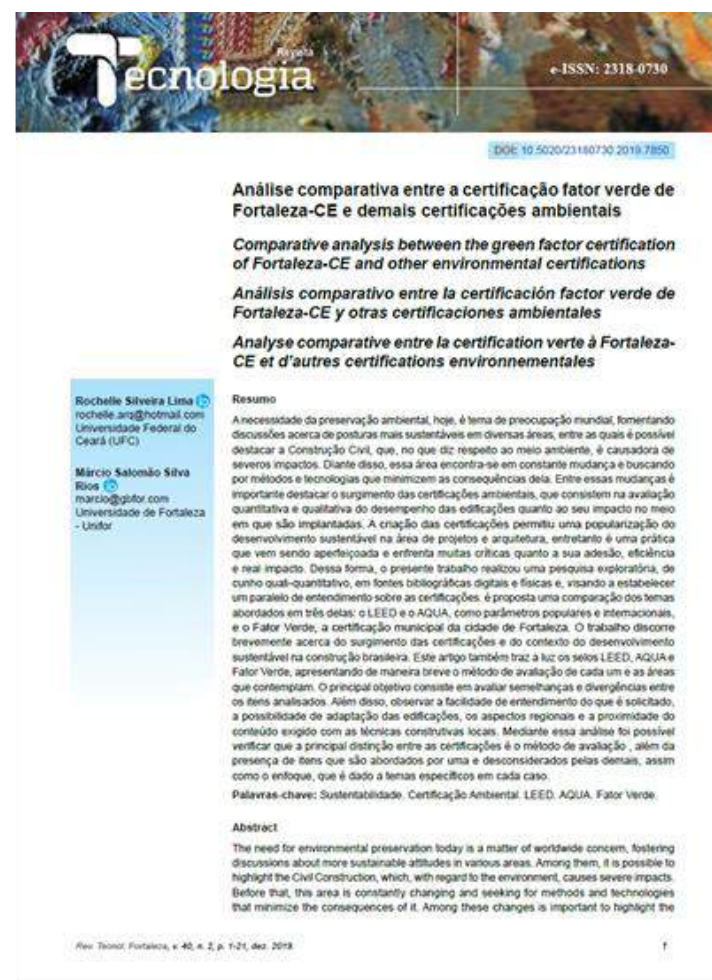 Revista
Tecnologia
e-ISSN: 2318-0730
DOI: 10.5020/23180730.2019.7850
Análise comparativa entre a certificação fator verde de
Fortaleza-CE e demais certificações ambientais
Comparative analysis between the green factor certification
of Fortaleza-CE and other environmental certifications
Análisis comparativo entre la certificación factor verde de
Fortaleza-CE y otras certificaciones ambientales
Analyse comparative entre la certification verte à Fortaleza-
CE et d'autres certifications environnementales
Rochelle Silveira Lima iD
rochelle.arq@hotmail.com
Universidade Federal do
Ceará (UFC)
Márcio Salomão Silva
Rios iD
marcio@gbfor.com
Universidade de Fortaleza
- Unifor
Resumo
A necessidade da preservação ambiental, hoje, é tema de preocupação mundial, fomentando
discussões acerca de posturas mais sustentáveis em diversas áreas, entre as quais é possível
destacar a Construção Civil, que, no que diz respeito ao meio ambiente, é causadora de
severos impactos. Diante disso, essa área encontra-se em constante mudança e buscando
por métodos e tecnologias que minimizem as consequências dela. Entre essas mudanças é
importante destacar o surgimento das certificações ambientais, que consistem na avaliação
quantitativa e qualitativa do desempenho das edificações quanto ao seu impacto no meio
em que são implantadas. A criação das certificações permitiu uma popularização do
desenvolvimento sustentável na área de projetos e arquitetura, entretanto é uma prática
que vem sendo aperfeiçoada e enfrenta muitas críticas quanto a sua adesão, eficiência
e real impacto. Dessa forma, o presente trabalho realizou uma pesquisa exploratória, de
cunho quali-quantitativo, em fontes bibliográficas digitais e físicas e, visando a estabelecer
um paralelo de entendimento sobre as certificações, é proposta uma comparação dos temas
abordados em três delas: o LEED e o AQUA, como parâmetros populares e internacionais,
e o Fator Verde, a certificação municipal da cidade de Fortaleza. O trabalho discorre
brevemente acerca do surgimento das certificações e do contexto do desenvolvimento
sustentável na construção brasileira. Este artigo também traz à luz os selos LEED, AQUA e
Fator Verde, apresentando de maneira breve o método de avaliação de cada um e as áreas
que contemplam. O principal objetivo consiste em avaliar semelhanças e divergências entre
os itens analisados. Além disso, observar a facilidade de entendimento do que é solicitado,
a possibilidade de adaptação das edificações, os aspectos regionais e a proximidade do
conteúdo exigido com as técnicas construtivas locais. Mediante essa análise foi possível
verificar que a principal distinção entre as certificações é o método de avaliação , além da
presença de itens que são abordados por uma e desconsiderados pelas demais, assim
como o enfoque, que é dado a temas específicos em cada caso.
Palavras-chave: Sustentabilidade. Certificação Ambiental. LEED. AQUA. Fator Verde.
Abstract
The need for environmental preservation today is a matter of worldwide concern, fostering
discussions about more sustainable attitudes in various areas. Among them, it is possible to
highlight the Civil Construction, which, with regard to the environment, causes severe impacts.
Before that, this area is constantly changing and seeking for methods and technologies
that minimize the consequences of it. Among these changes is important to highlight the
Rev. Tecnol. Fortaleza, v. 40, n. 2, p. 1-21, dez. 2019.
1